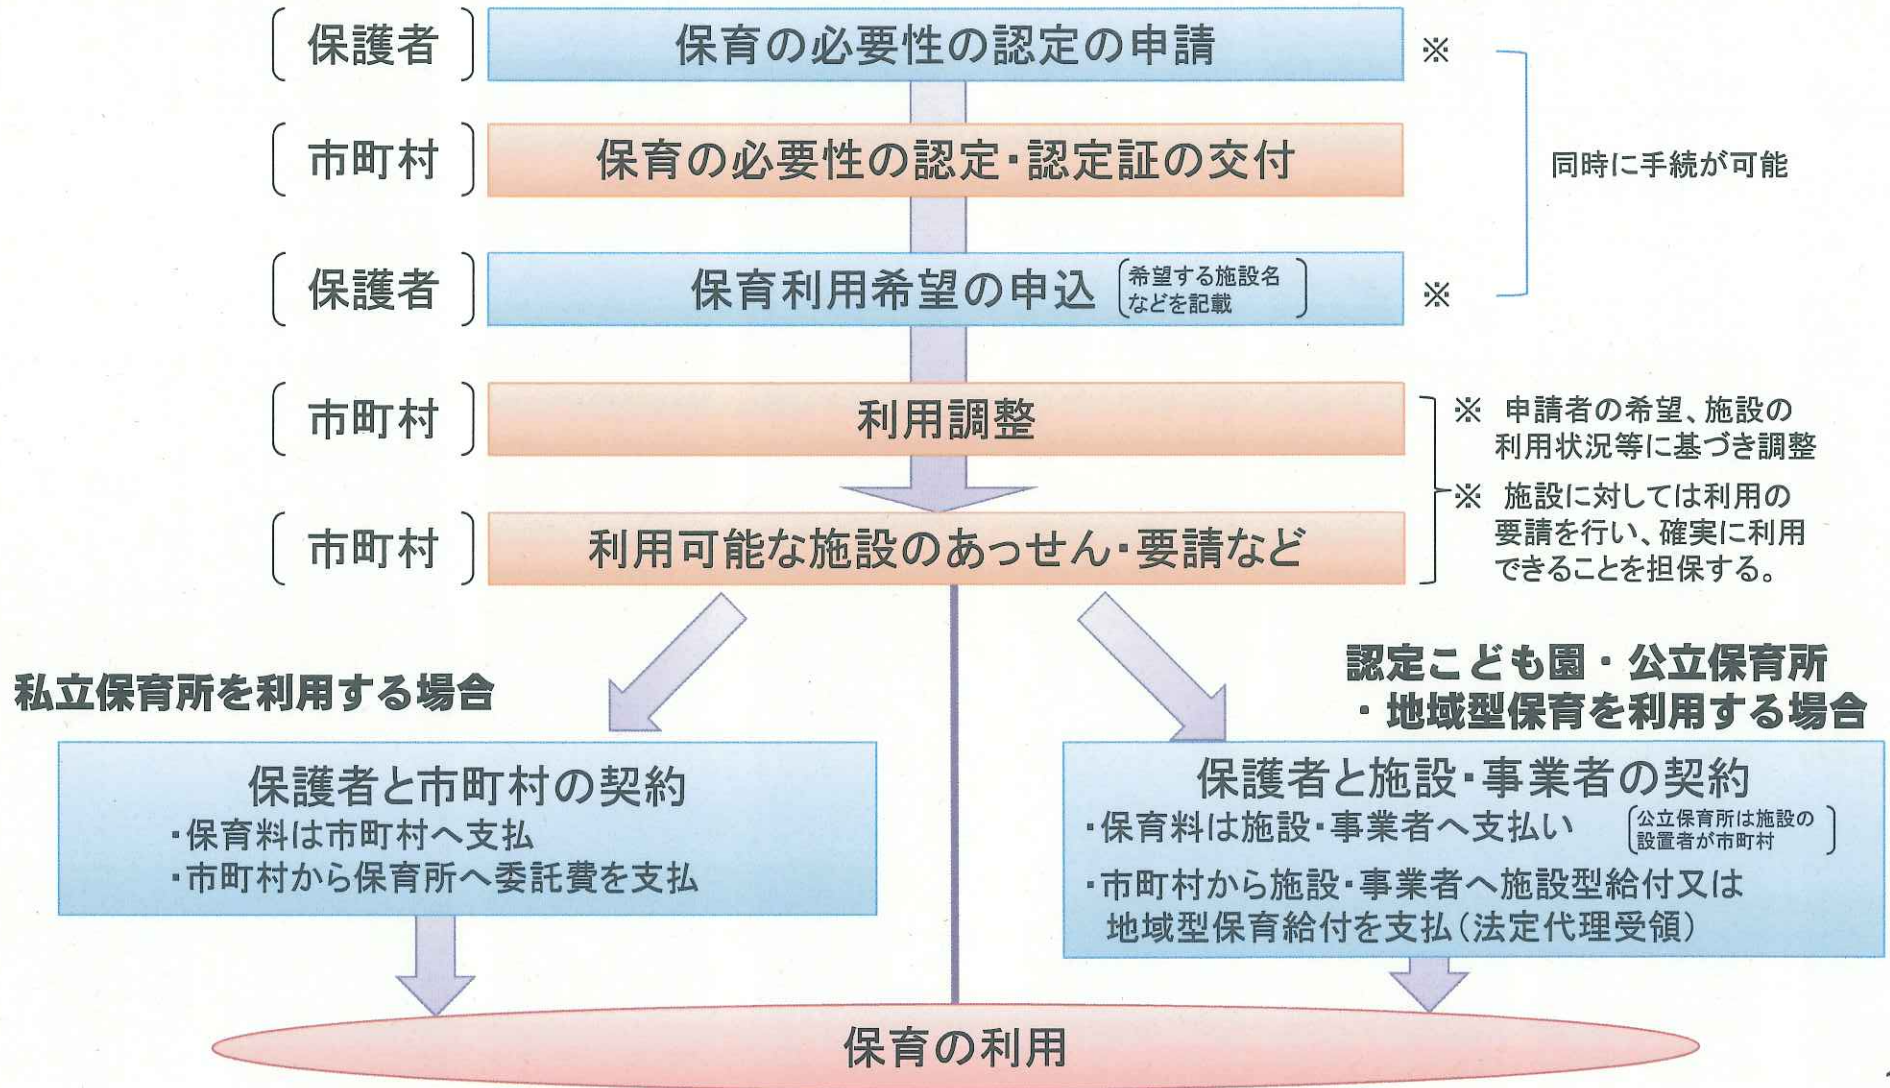 〔保護者〕 保育の必要性の認定の申請 ※
〔市町村〕 保育の必要性の認定・認定証の交付
同時に手続が可能
〔保護者〕 保育利用希望の申込 〔希望する施設名
などを記載〕 ※
〔市町村〕 利用調整
※ 申請者の希望、施設の
利用状況等に基づき調整
※ 施設に対しては利用の
要請を行い、確実に利用
できることを担保する。
〔市町村〕 利用可能な施設のあっせん・要請など
私立保育所を利用する場合
保護者と市町村の契約
・保育料は市町村へ支払
・市町村から保育所へ委託費を支払
認定こども園・公立保育所
・地域型保育を利用する場合
保護者と施設・事業者の契約
・保育料は施設・事業者へ支払い 〔公立保育所は施設の
設置者が市町村〕
・市町村から施設・事業者へ施設型給付又は
地域型保育給付を支払(法定代理受領)
保育の利用